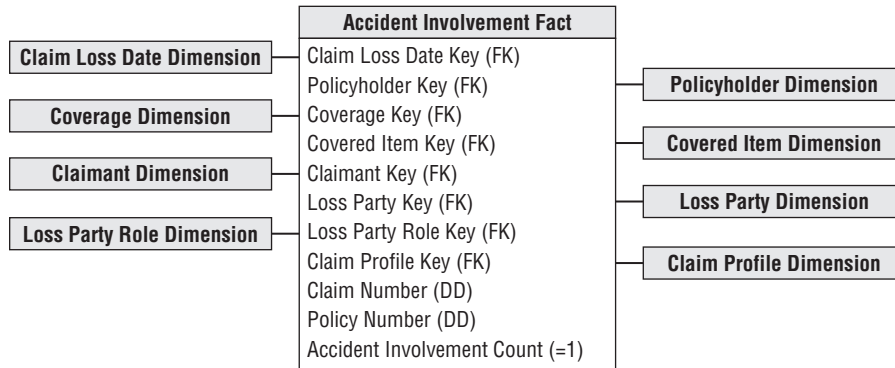 Accident Involvement Fact
Claim Loss Date Dimension
Claim Loss Date Key (FK)
Policyholder Key (FK)
Policyholder Dimension
Coverage Dimension
Coverage Key (FK)
Covered Item Key (FK)
Covered Item Dimension
Claimant Dimension
Claimant Key (FK)
Loss Party Key (FK)
Loss Party Dimension
Loss Party Role Dimension
Loss Party Role Key (FK)
Claim Profile Key (FK)
Claim Profile Dimension
Claim Number (DD)
Policy Number (DD)
Accident Involvement Count (=1)